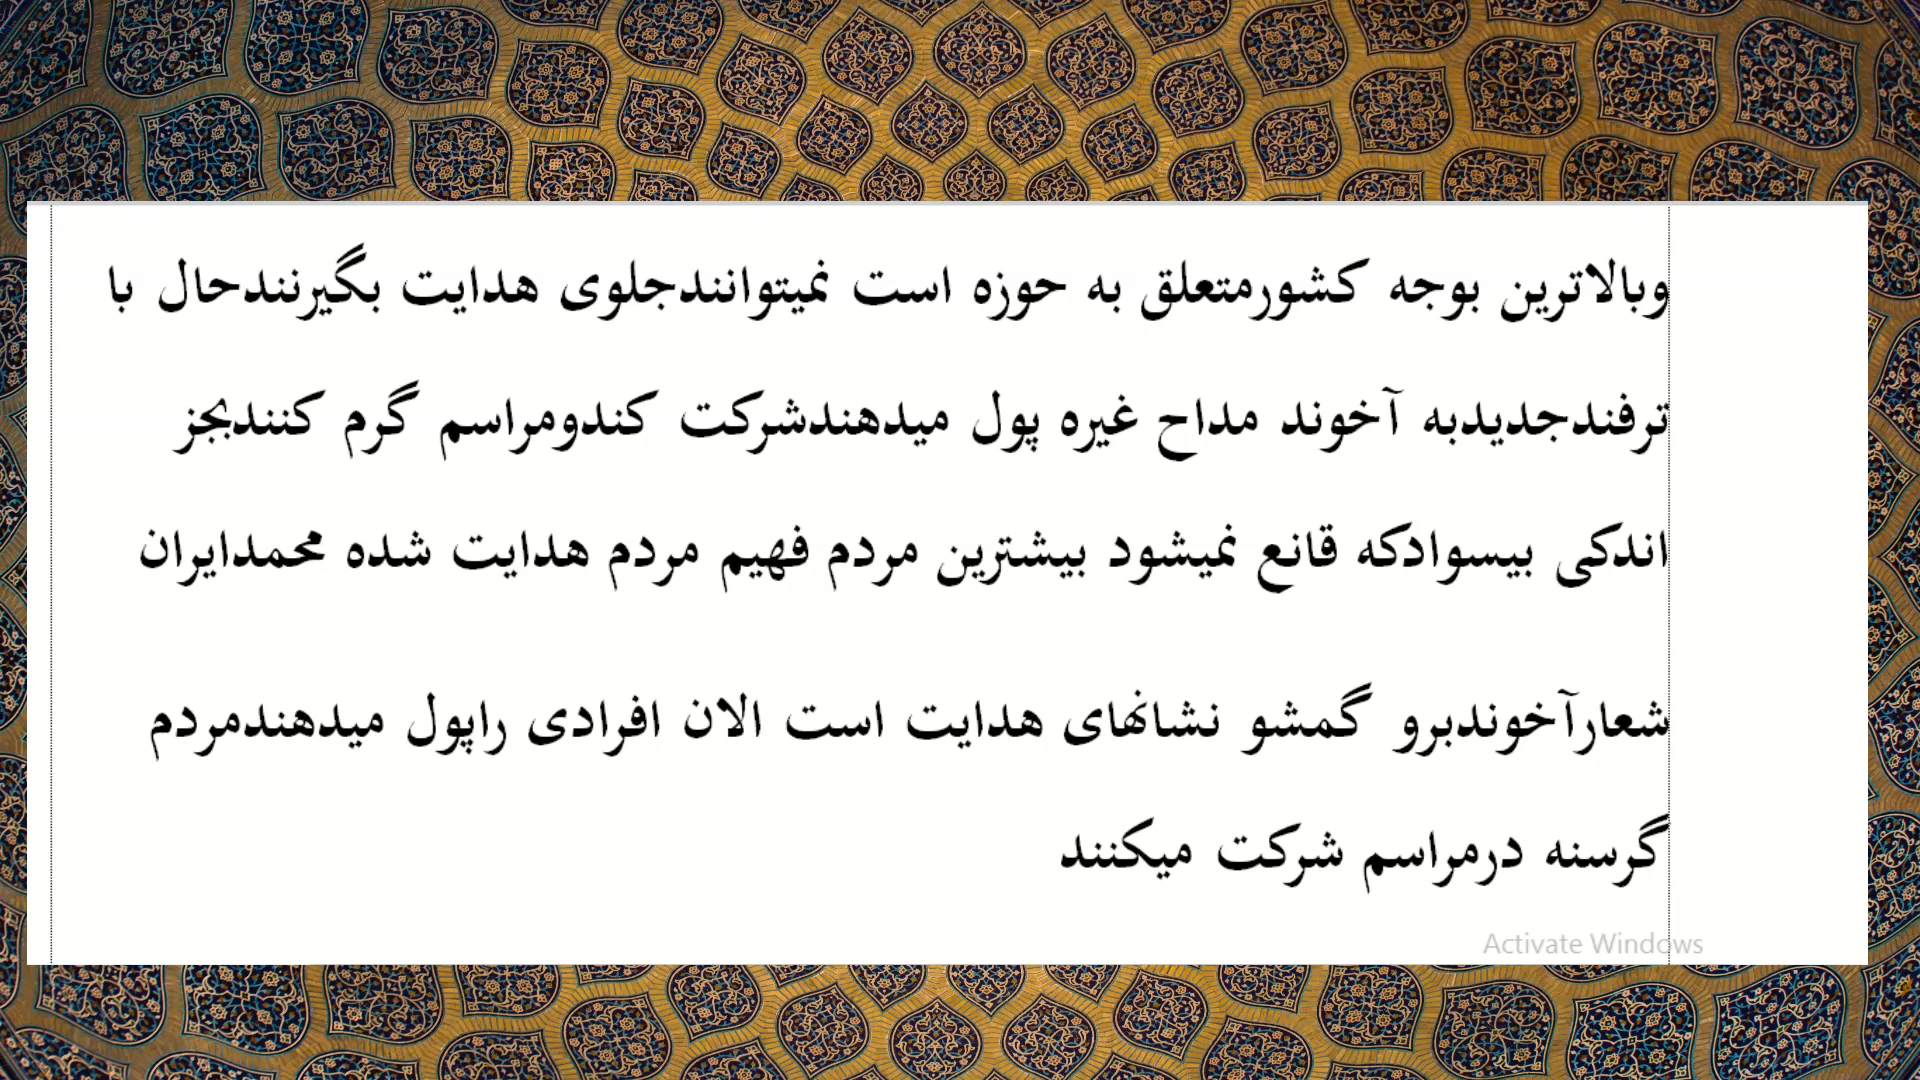 وبالاترین بوجه کشورمتعلق به حوزه است نمیتوانندجلوی هدایت بگیرنندحال با
ترفندجدیدبه آخوند مداح غیره پول میدهندشرکت کندومراسم گرم کنندبجز
اندکی بیسوادکه قانع نمیشود بیشترین مردم فهیم مردم هدایت شده محمدایران
شعارآخوندبرو گمشو نشانهای هدایت است الان افرادی راپول میدهندمردم
گرسنه درمراسم شرکت میکنند
Activate Windows